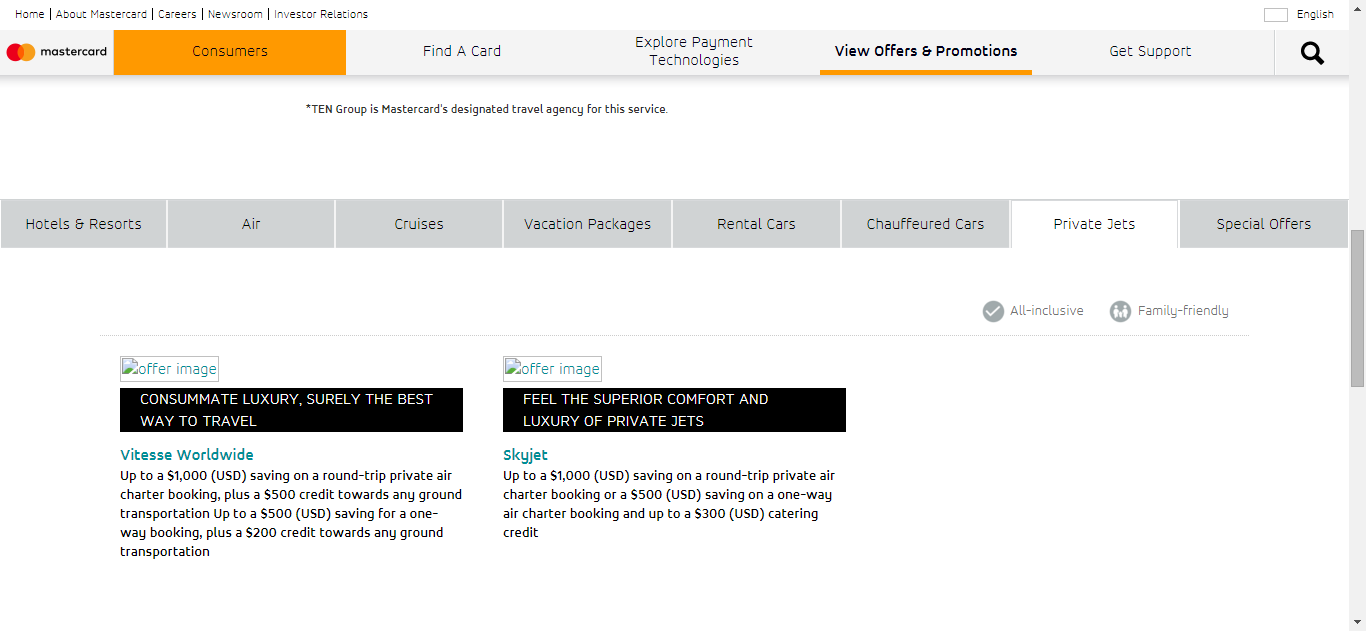 Home | About Mastercard | Careers | Newsroom | Investor Relations
English
mastercard
Consumers
Find A Card
Explore Payment
Technologies
View Offers & Promotions
Get Support
*TEN Group is Mastercard's designated travel agency for this service.
Hotels & Resorts
Air
Cruises
Vacation Packages
Rental Cars
Chauffeured Cars
Private Jets
Special Offers
All-inclusive
Family-friendly
offer image
CONSUMMATE LUXURY, SURELY THE BEST
WAY TO TRAVEL
Vitesse Worldwide
Up to a $1,000 (USD) saving on a round-trip private air
charter booking, plus a $500 credit towards any ground
transportation Up to a $500 (USD) saving for a one-
way booking, plus a $200 credit towards any ground
transportation
offer image
FEEL THE SUPERIOR COMFORT AND
LUXURY OF PRIVATE JETS
Skyjet
Up to a $1,000 (USD) saving on a round-trip private air
charter booking or a $500 (USD) saving on a one-way
air charter booking and up to a $300 (USD) catering
credit